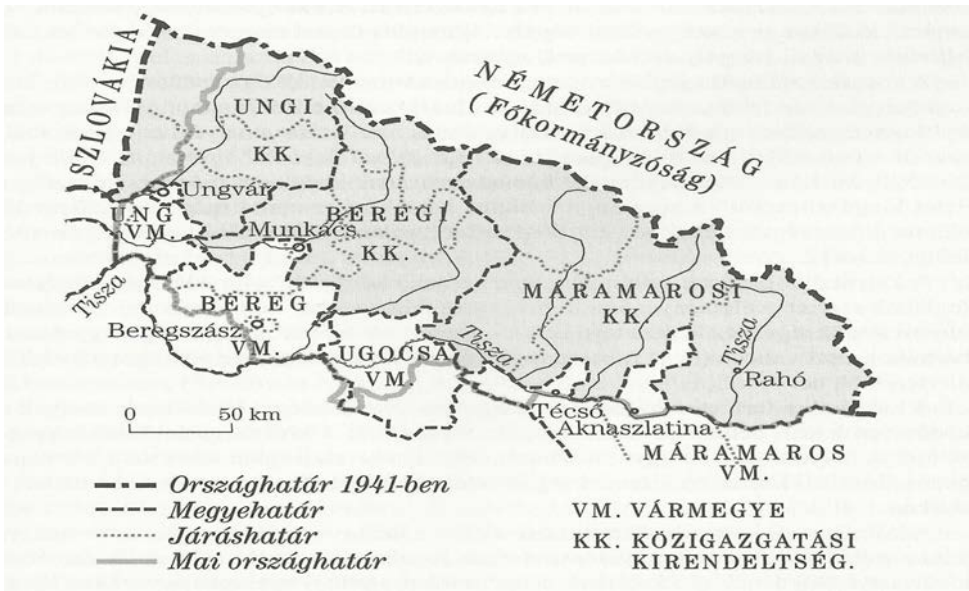 SZLOVÁKIA
NÉMETORSZÁG
(Főkormányzóság)
UNGI
KK.
Ungvár
UNG
VM.
Munkács
BEREGI
KK.
Tisza
BEREG
VM.
Beregszász
MÁRAMAROSI
KK.
Tisza
Tisza
UGOCSA
VM.
Rahó
Técső
Aknaszlatina
MÁRAMAROS
VM.
0 50 km
Országhatár 1941-ben
Megyehatár
Járáshatár
Mai országhatár
VM. VÁRMEGYE
KK. KÖZIGAZGATÁSI
KIRENDELTSÉG.